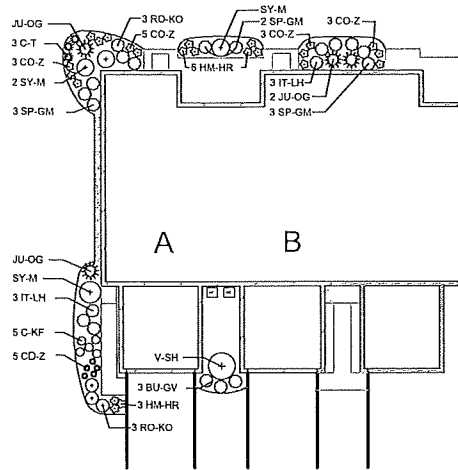 JU-OG
3 C-T
3 CO-Z
2 SY-M
3 SP-GM
3 RO-KO
5 CO-Z
SY-M
2 SP-GM
3 CO-Z
6 HM-HR
3 CO-Z
3 IT-LH
2 JU-OG
3 SP-GM
A
B
JU-OG
SY-M
3 IT-LH
5 C-KF
5 CD-Z
3 HM-HR
3 RO-KO
V-SH
3 BU-GV